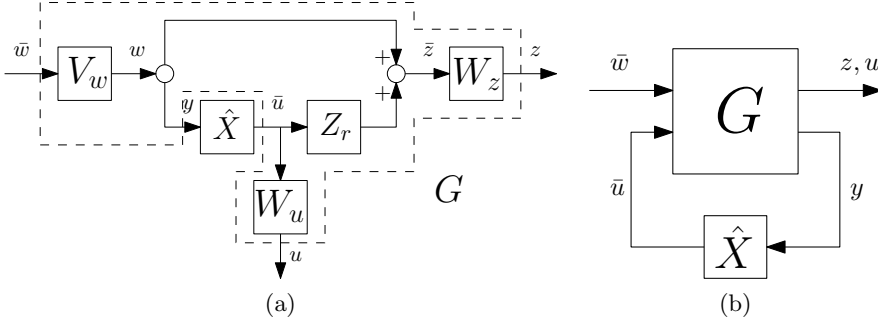 w̄ V_w w y X̂ ū Z_r + + z̄ W_z z
W_u u G
(a)
w̄ G z, u
ū X̂ y
(b)